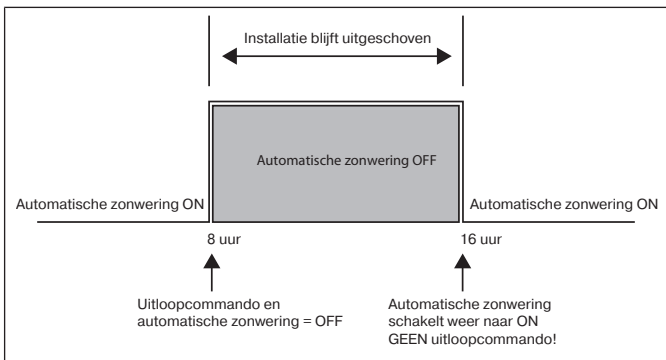 Installatie blijft uitgeschoven
Automatische zonwering OFF
Automatische zonwering ON
Automatische zonwering ON
8 uur
16 uur
Uitloopcommando en
automatische zonwering = OFF
Automatische zonwering
schakelt weer naar ON
GEEN uitloopcommando!